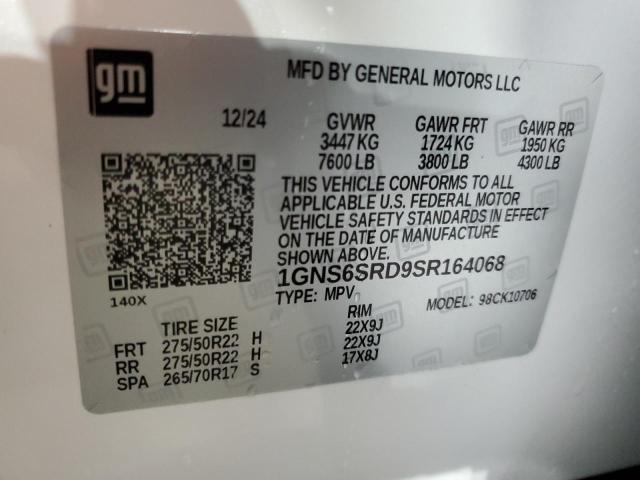 gm
MFD BY GENERAL MOTORS LLC
12/24 GVWR GAWR FRT GAWR RR
3447 KG 1724 KG 1950 KG
7600 LB 3800 LB 4300 LB
THIS VEHICLE CONFORMS TO ALL
APPLICABLE U.S. FEDERAL MOTOR
VEHICLE SAFETY STANDARDS IN EFFECT
ON THE DATE OF MANUFACTURE
SHOWN ABOVE.
1GNS6SRD9SR164068
140X TYPE: MPV MODEL: 98CK10706
TIRE SIZE RIM
FRT 275/50R22 H 22X9J
RR 275/50R22 H 22X9J
SPA 265/70R17 S 17X8J